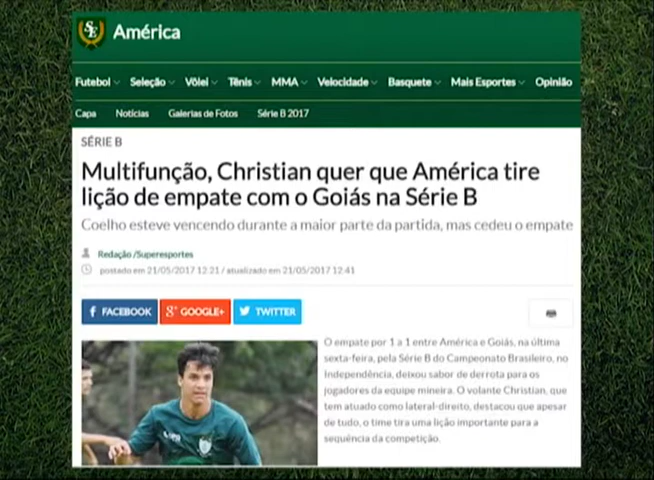 SE América
Futebol Seleção Vôlei Tênis MMA Velocidade Basquete Mais Esportes Opinião
Capa Notícias Galerias de Fotos Série B 2017
SÉRIE B
Multifunção, Christian quer que América tire
lição de empate com o Goiás na Série B
Coelho esteve vencendo durante a maior parte da partida, mas cedeu o empate
Redação /Superesportes
postado em 21/05/2017 12:21 / atualizado em 21/05/2017 12:41
f FACEBOOK g+ GOOGLE+ TWITTER
O empate por 1 a 1 entre América e Goiás, na última
sexta-feira, pela Série B do Campeonato Brasileiro, no
Independência, deixou sabor de derrota para os
jogadores da equipe mineira. O volante Christian, que
tem atuado como lateral-direito, destacou que apesar
de tudo, o time tira uma lição importante para a
sequência da competição.